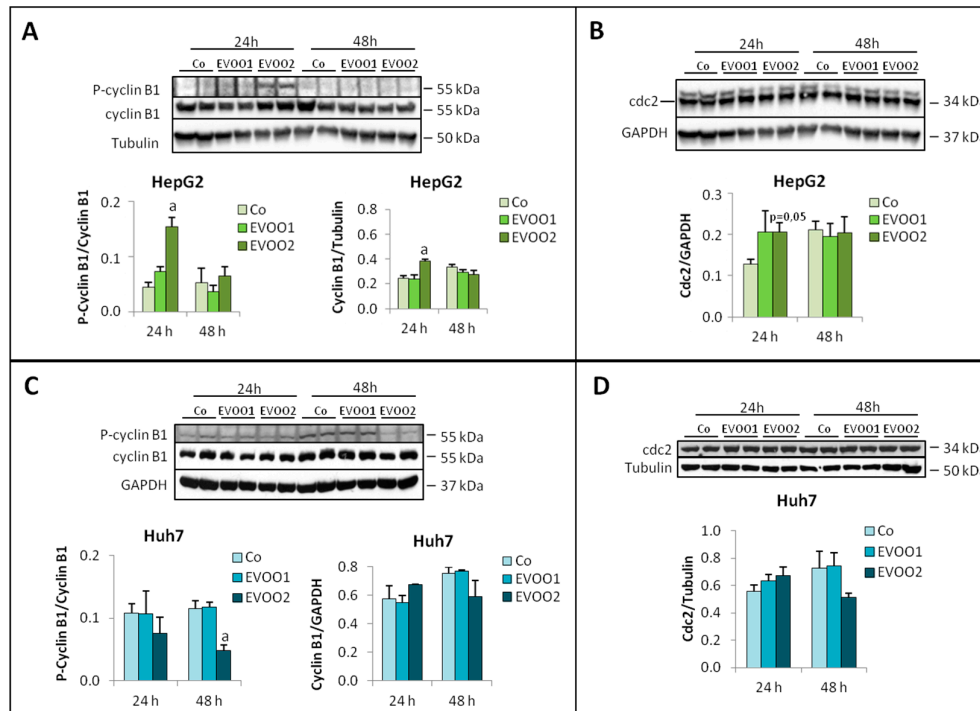 A
24h 48h
Co EVOO1 EVOO2 Co EVOO1 EVOO2
P-cyclin B1 55 kDa
cyclin B1 55 kDa
Tubulin 50 kDa
HepG2
P-Cyclin B1/Cyclin B1
0.2
0.1
0.0
a
Co
EVOO1
EVOO2
24 h 48 h
HepG2
Cyclin B1/Tubulin
0.8
0.6
0.4
0.2
0.0
a
Co
EVOO1
EVOO2
24 h 48 h
B
24h 48h
Co EVOO1 EVOO2 Co EVOO1 EVOO2
cdc2 34 kD
GAPDH 37 kD
HepG2
Cdc2/GAPDH
0.3
0.2
0.1
0.0
p=0,05
Co
EVOO1
EVOO2
24 h 48 h
C
24h 48h
Co EVOO1 EVOO2 Co EVOO1 EVOO2
P-cyclin B1 55 kDa
cyclin B1 55 kDa
GAPDH 37 kDa
Huh7
P-Cyclin B1/Cyclin B1
0.2
0.1
0.0
a
Co
EVOO1
EVOO2
24 h 48 h
Huh7
Cyclin B1/GAPDH
0.8
0.6
0.4
0.2
0.0
Co
EVOO1
EVOO2
24 h 48 h
D
24h 48h
Co EVOO1 EVOO2 Co EVOO1 EVOO2
cdc2 34 kD
Tubulin 50 kD
Huh7
Cdc2/Tubulin
1.0
0.8
0.6
0.4
0.2
0.0
Co
EVOO1
EVOO2
24 h 48 h